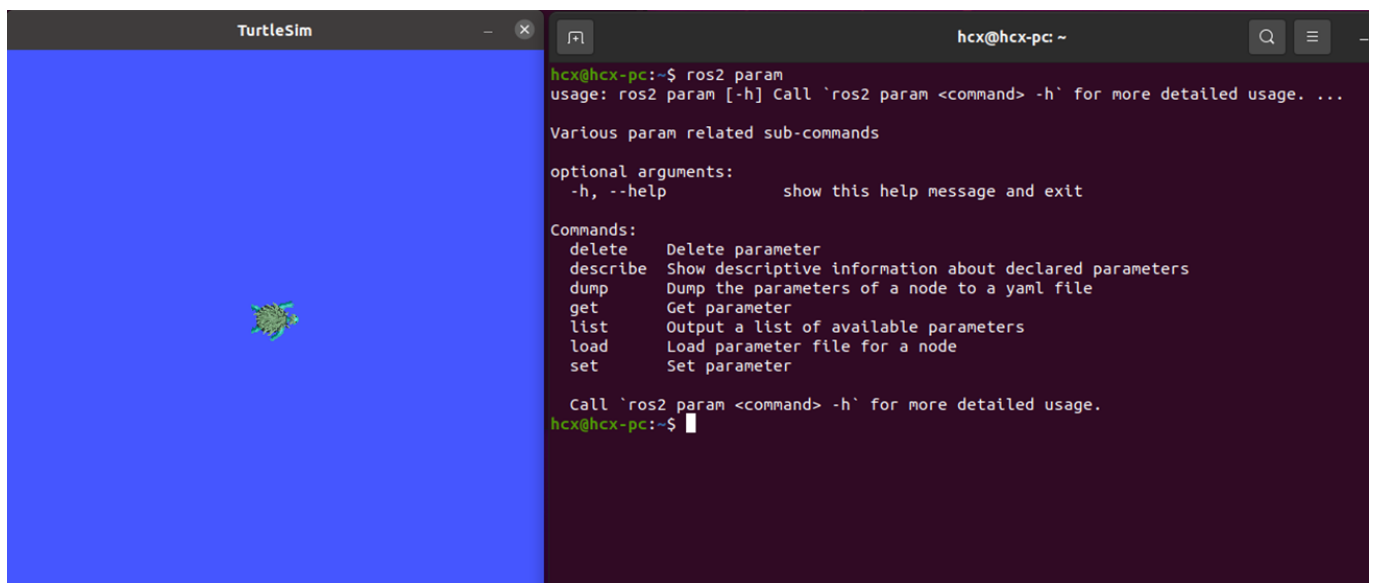 TurtleSim
hcx@hcx-pc: ~
hcx@hcx-pc:~$ ros2 param
usage: ros2 param [-h] Call `ros2 param <command> -h` for more detailed usage. ...
Various param related sub-commands
optional arguments:
  -h, --help            show this help message and exit
Commands:
  delete    Delete parameter
  describe  Show descriptive information about declared parameters
  dump      Dump the parameters of a node to a yaml file
  get       Get parameter
  list      Output a list of available parameters
  load      Load parameter file for a node
  set       Set parameter
  Call `ros2 param <command> -h` for more detailed usage.
hcx@hcx-pc:~$